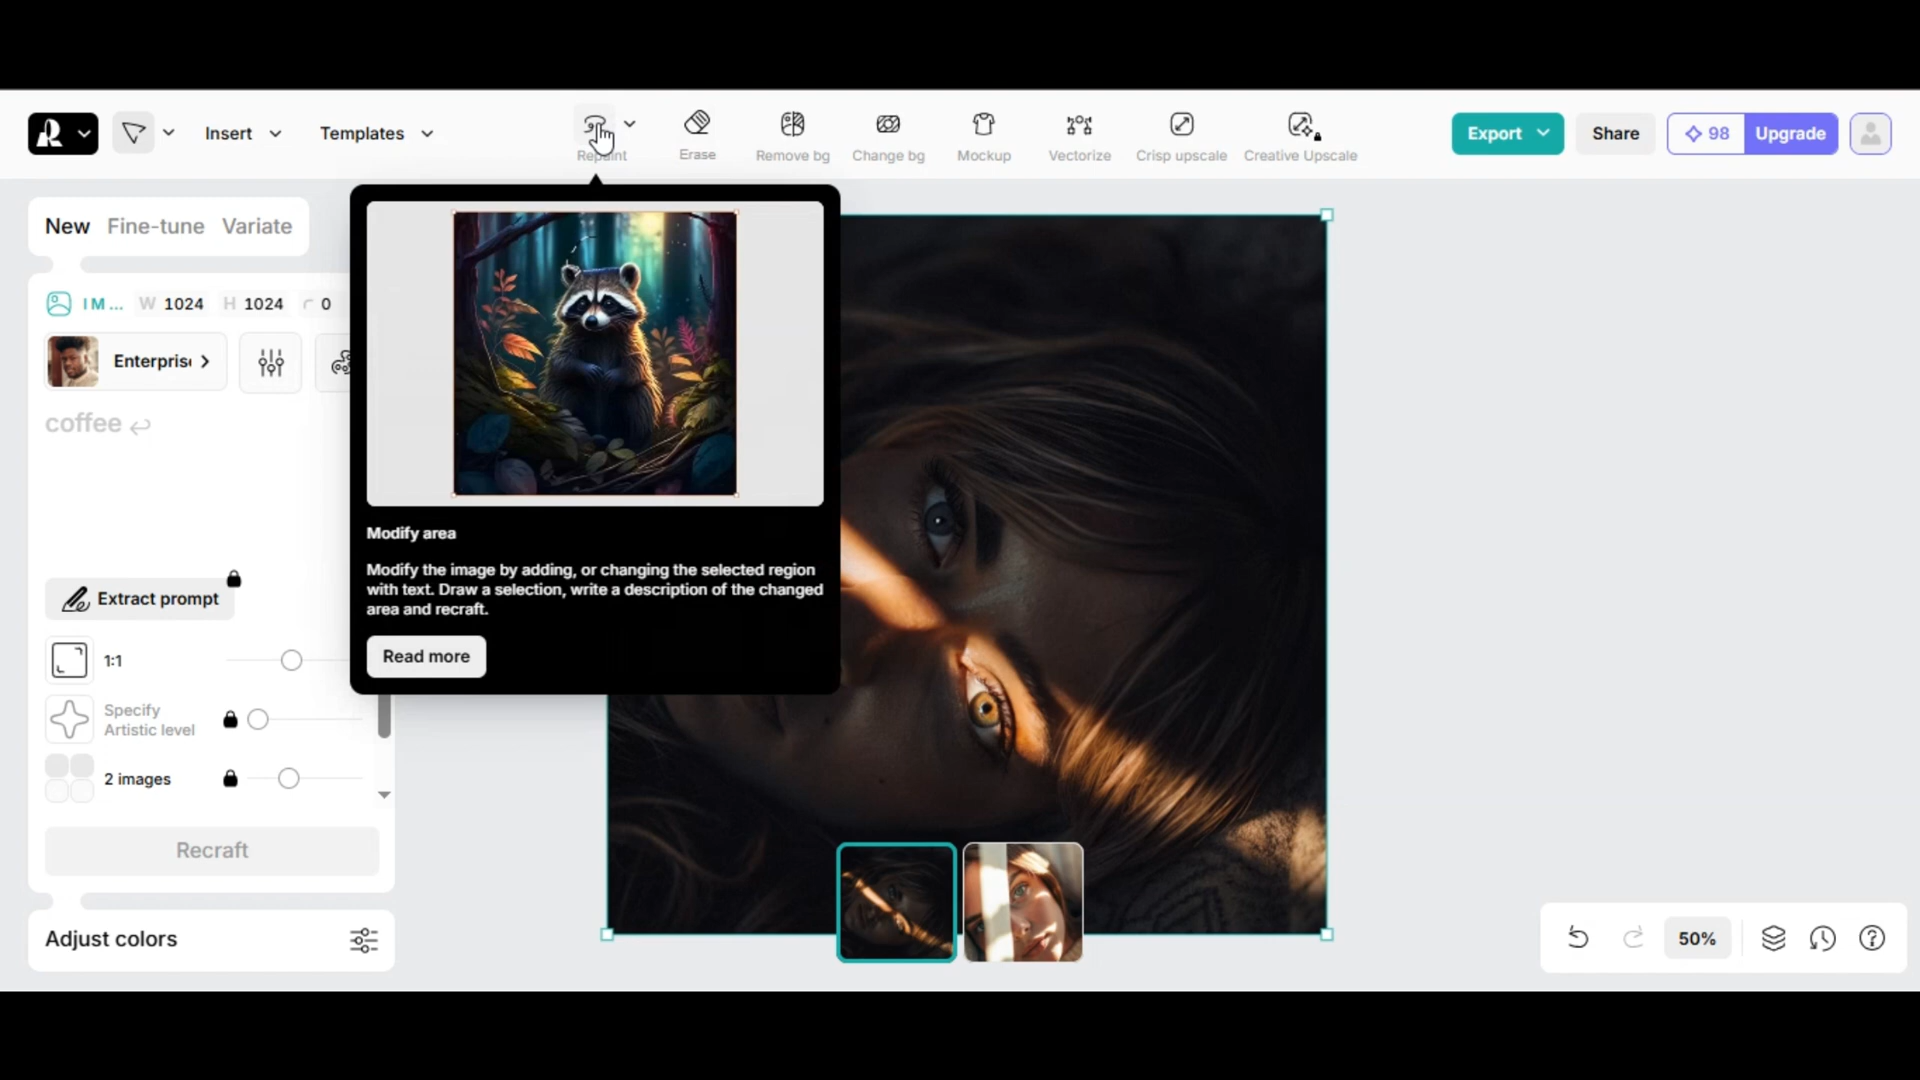 Insert
Templates
Repaint
Erase
Remove bg
Change bg
Mockup
Vectorize
Crisp upscale
Creative Upscale
Export
Share
98
Upgrade
New
Fine-tune
Variate
I M ...
W 1024
H 1024
0
Enterpris
coffee
Extract prompt
1:1
Specify
Artistic level
2 images
Recraft
Adjust colors
Modify area
Modify the image by adding, or changing the selected region
with text. Draw a selection, write a description of the changed
area and recraft.
Read more
50%